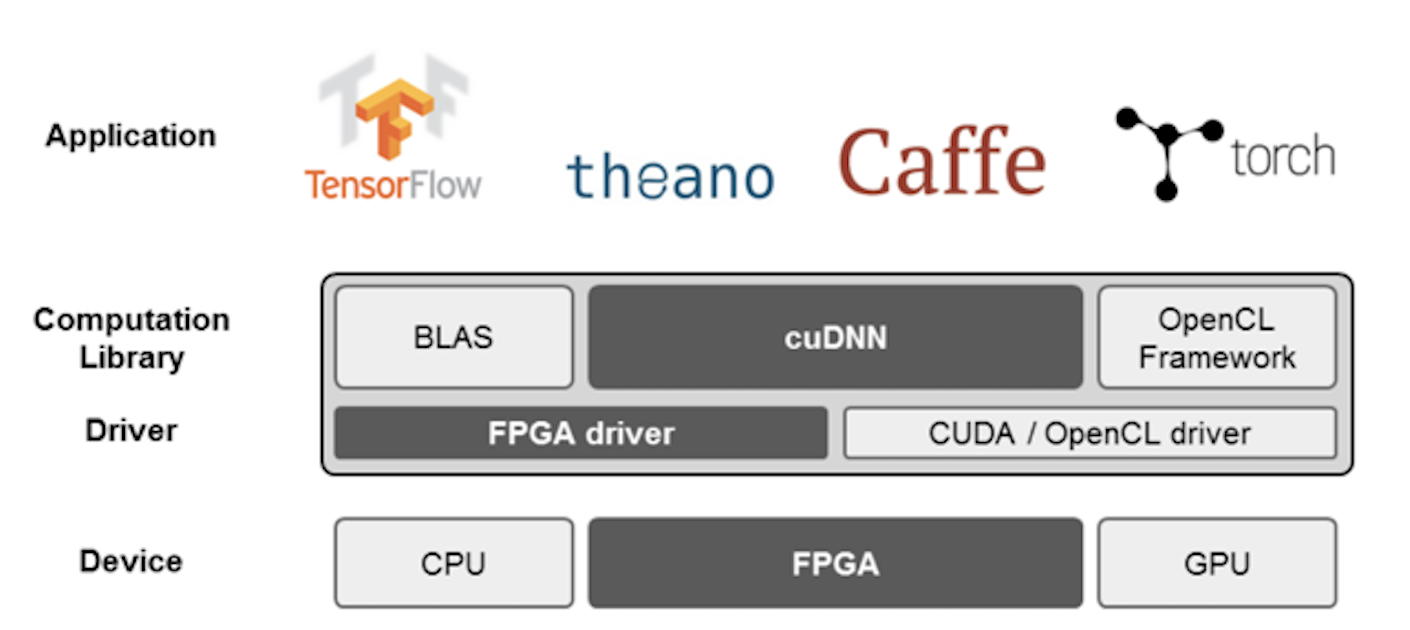 Application
TensorFlow
theano
Caffe
torch
Computation
Library
BLAS
cuDNN
OpenCL
Framework
Driver
FPGA driver
CUDA / OpenCL driver
Device
CPU
FPGA
GPU